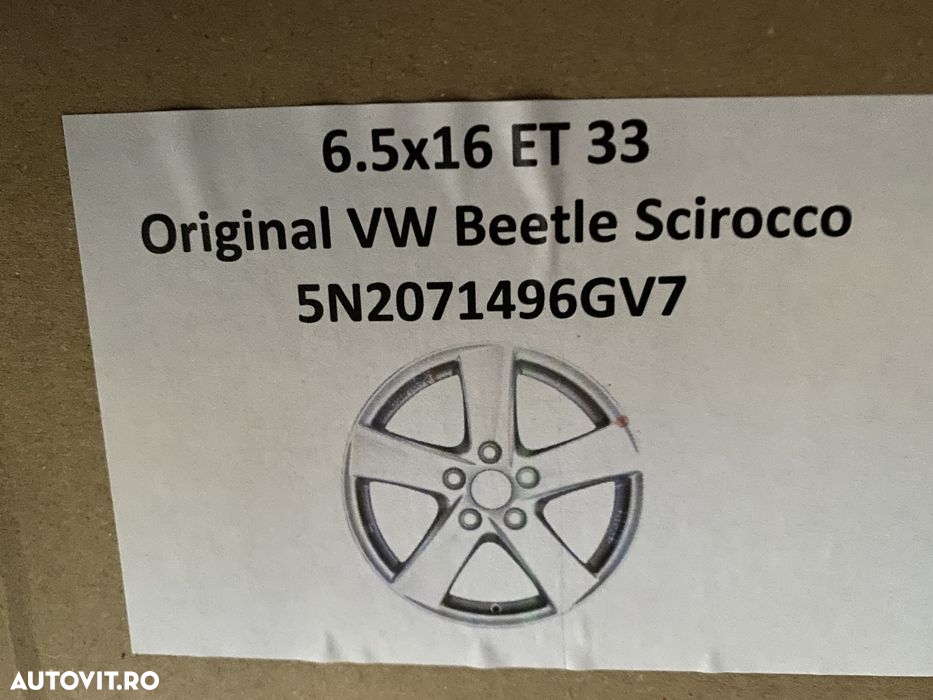 6.5x16 ET 33
Original VW Beetle Scirocco
5N2071496GV7
AUTOVIT.RO